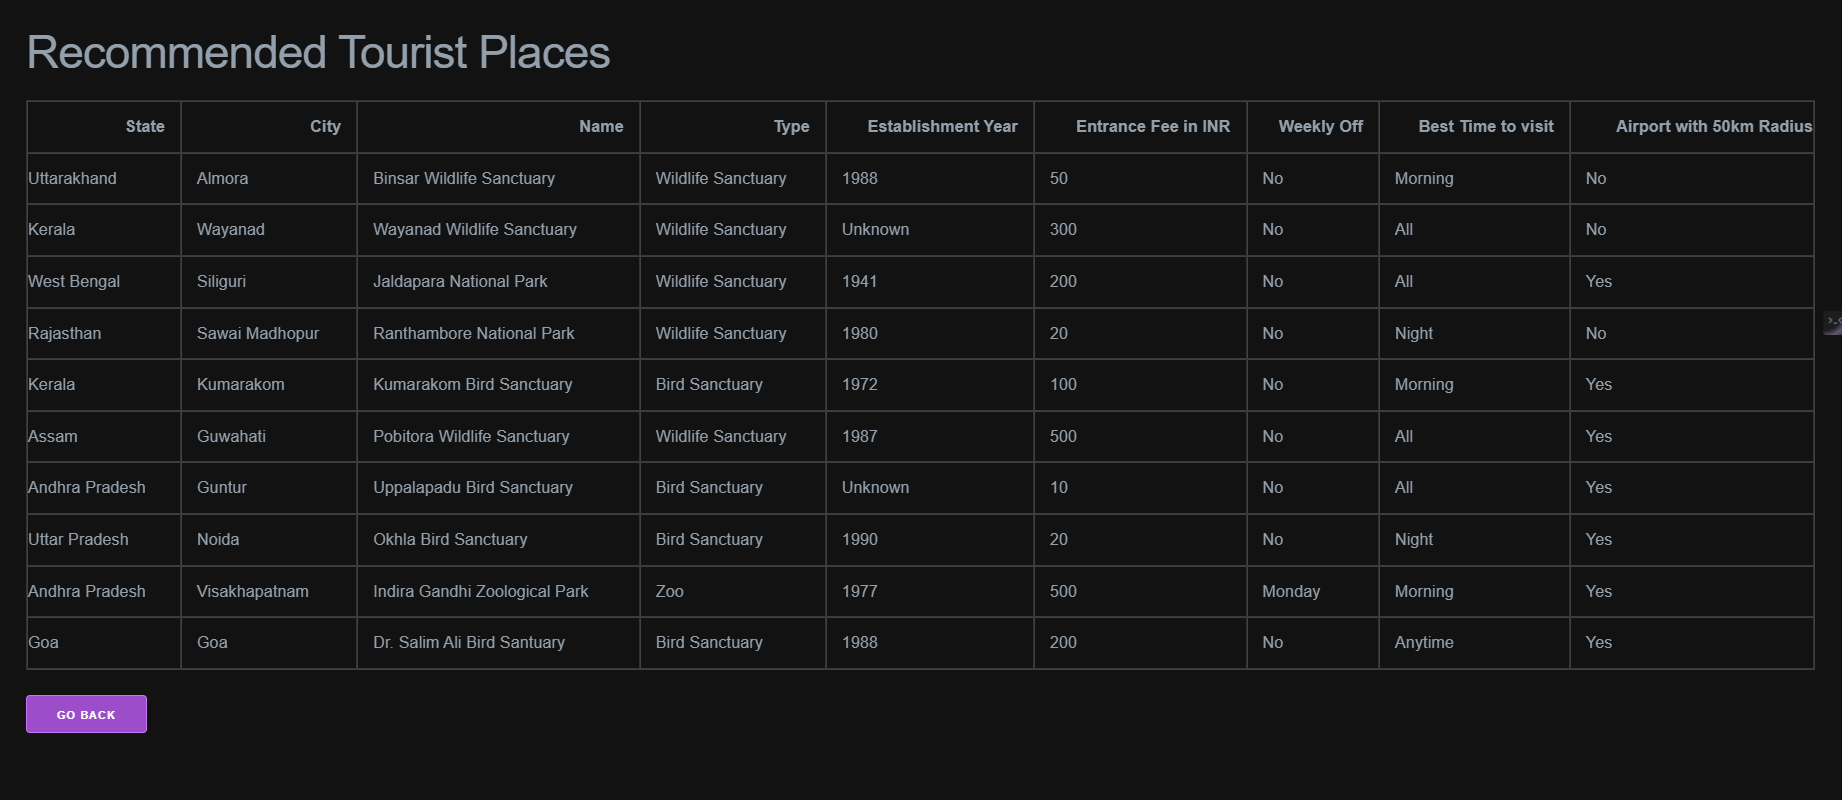 Recommended Tourist Places
State City Name Type Establishment Year Entrance Fee in INR Weekly Off Best Time to visit Airport with 50km Radius
Uttarakhand Almora Binsar Wildlife Sanctuary Wildlife Sanctuary 1988 50 No Morning No
Kerala Wayanad Wayanad Wildlife Sanctuary Wildlife Sanctuary Unknown 300 No All No
West Bengal Siliguri Jaldapara National Park Wildlife Sanctuary 1941 200 No All Yes
Rajasthan Sawai Madhopur Ranthambore National Park Wildlife Sanctuary 1980 20 No Night No
Kerala Kumarakom Kumarakom Bird Sanctuary Bird Sanctuary 1972 100 No Morning Yes
Assam Guwahati Pobitora Wildlife Sanctuary Wildlife Sanctuary 1987 500 No All Yes
Andhra Pradesh Guntur Uppalapadu Bird Sanctuary Bird Sanctuary Unknown 10 No All Yes
Uttar Pradesh Noida Okhla Bird Sanctuary Bird Sanctuary 1990 20 No Night Yes
Andhra Pradesh Visakhapatnam Indira Gandhi Zoological Park Zoo 1977 500 Monday Morning Yes
Goa Goa Dr. Salim Ali Bird Santuary Bird Sanctuary 1988 200 No Anytime Yes
GO BACK